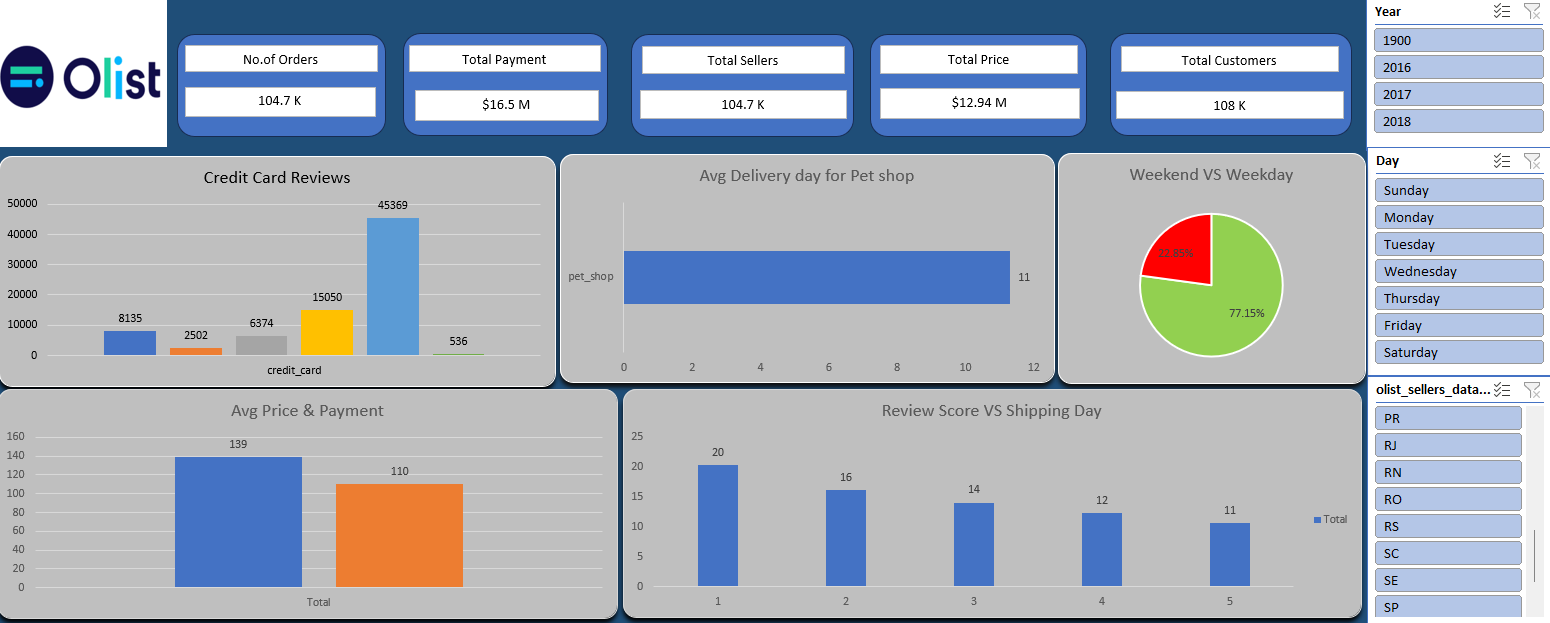 Olist
No.of Orders
104.7 K
Total Payment
$16.5 M
Total Sellers
104.7 K
Total Price
$12.94 M
Total Customers
108 K
Year
1900
2016
2017
2018
Credit Card Reviews
50000
40000
30000
20000
10000
0
8135
2502
6374
15050
45369
536
credit_card
Avg Delivery day for Pet shop
pet_shop
11
0 2 4 6 8 10 12
Weekend VS Weekday
22.85%
77.15%
Day
Sunday
Monday
Tuesday
Wednesday
Thursday
Friday
Saturday
Avg Price & Payment
160
140
120
100
80
60
40
20
0
139
110
Total
Review Score VS Shipping Day
25
20
15
10
5
0
20
16
14
12
11
1 2 3 4 5
Total
olist_sellers_data...
PR
RJ
RN
RO
RS
SC
SE
SP